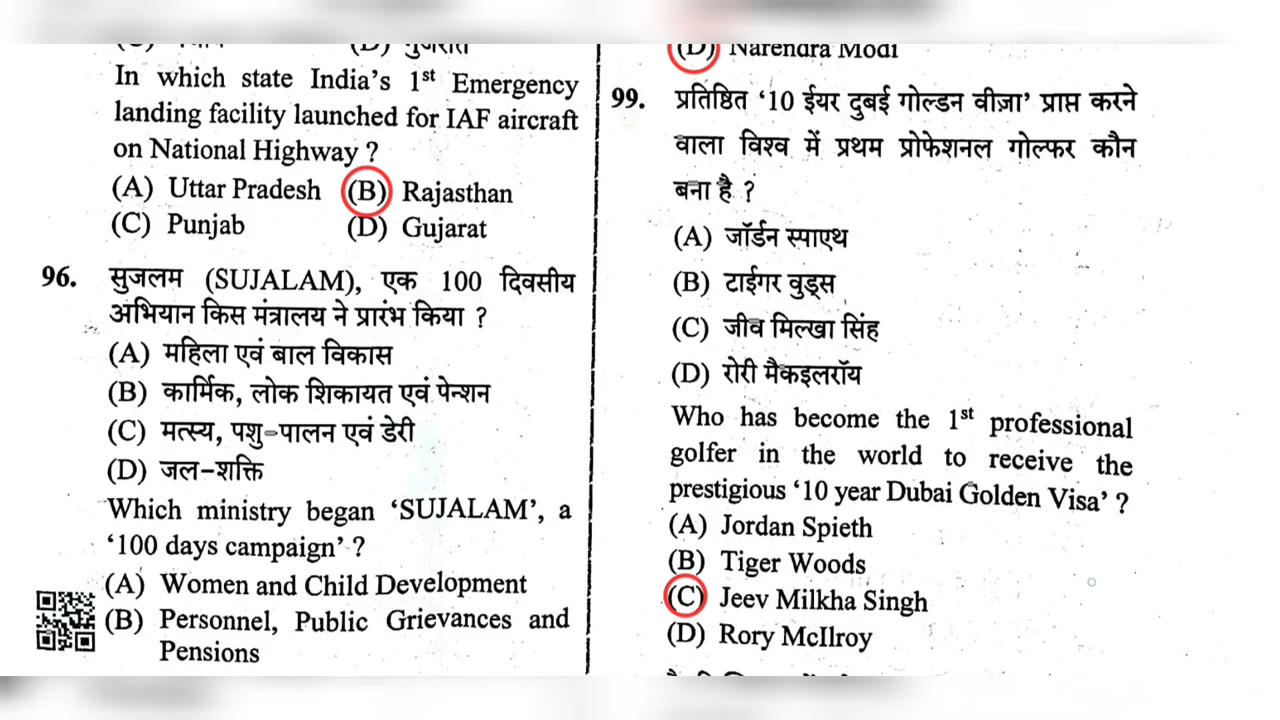 (D) गुजरात
In which state India's 1st Emergency
landing facility launched for IAF aircraft
on National Highway ?
(A) Uttar Pradesh (B) Rajasthan
(C) Punjab (D) Gujarat
96. सुजलम (SUJALAM), एक 100 दिवसीय
अभियान किस मंत्रालय ने प्रारंभ किया ?
(A) महिला एवं बाल विकास
(B) कार्मिक, लोक शिकायत एवं पेन्शन
(C) मत्स्य, पशु-पालन एवं डेरी
(D) जल-शक्ति
Which ministry began 'SUJALAM', a
'100 days campaign' ?
(A) Women and Child Development
(B) Personnel, Public Grievances and
Pensions
(D) Narendra Modi
99. प्रतिष्ठित '10 ईयर दुबई गोल्डन वीज़ा' प्राप्त करने
वाला विश्व में प्रथम प्रोफेशनल गोल्फर कौन
बना है ?
(A) जॉर्डन स्पाएथ
(B) टाईगर वुड्स
(C) जीव मिल्खा सिंह
(D) रोरी मैकइलरॉय
Who has become the 1st professional
golfer in the world to receive the
prestigious '10 year Dubai Golden Visa' ?
(A) Jordan Spieth
(B) Tiger Woods
(C) Jeev Milkha Singh
(D) Rory McIlroy